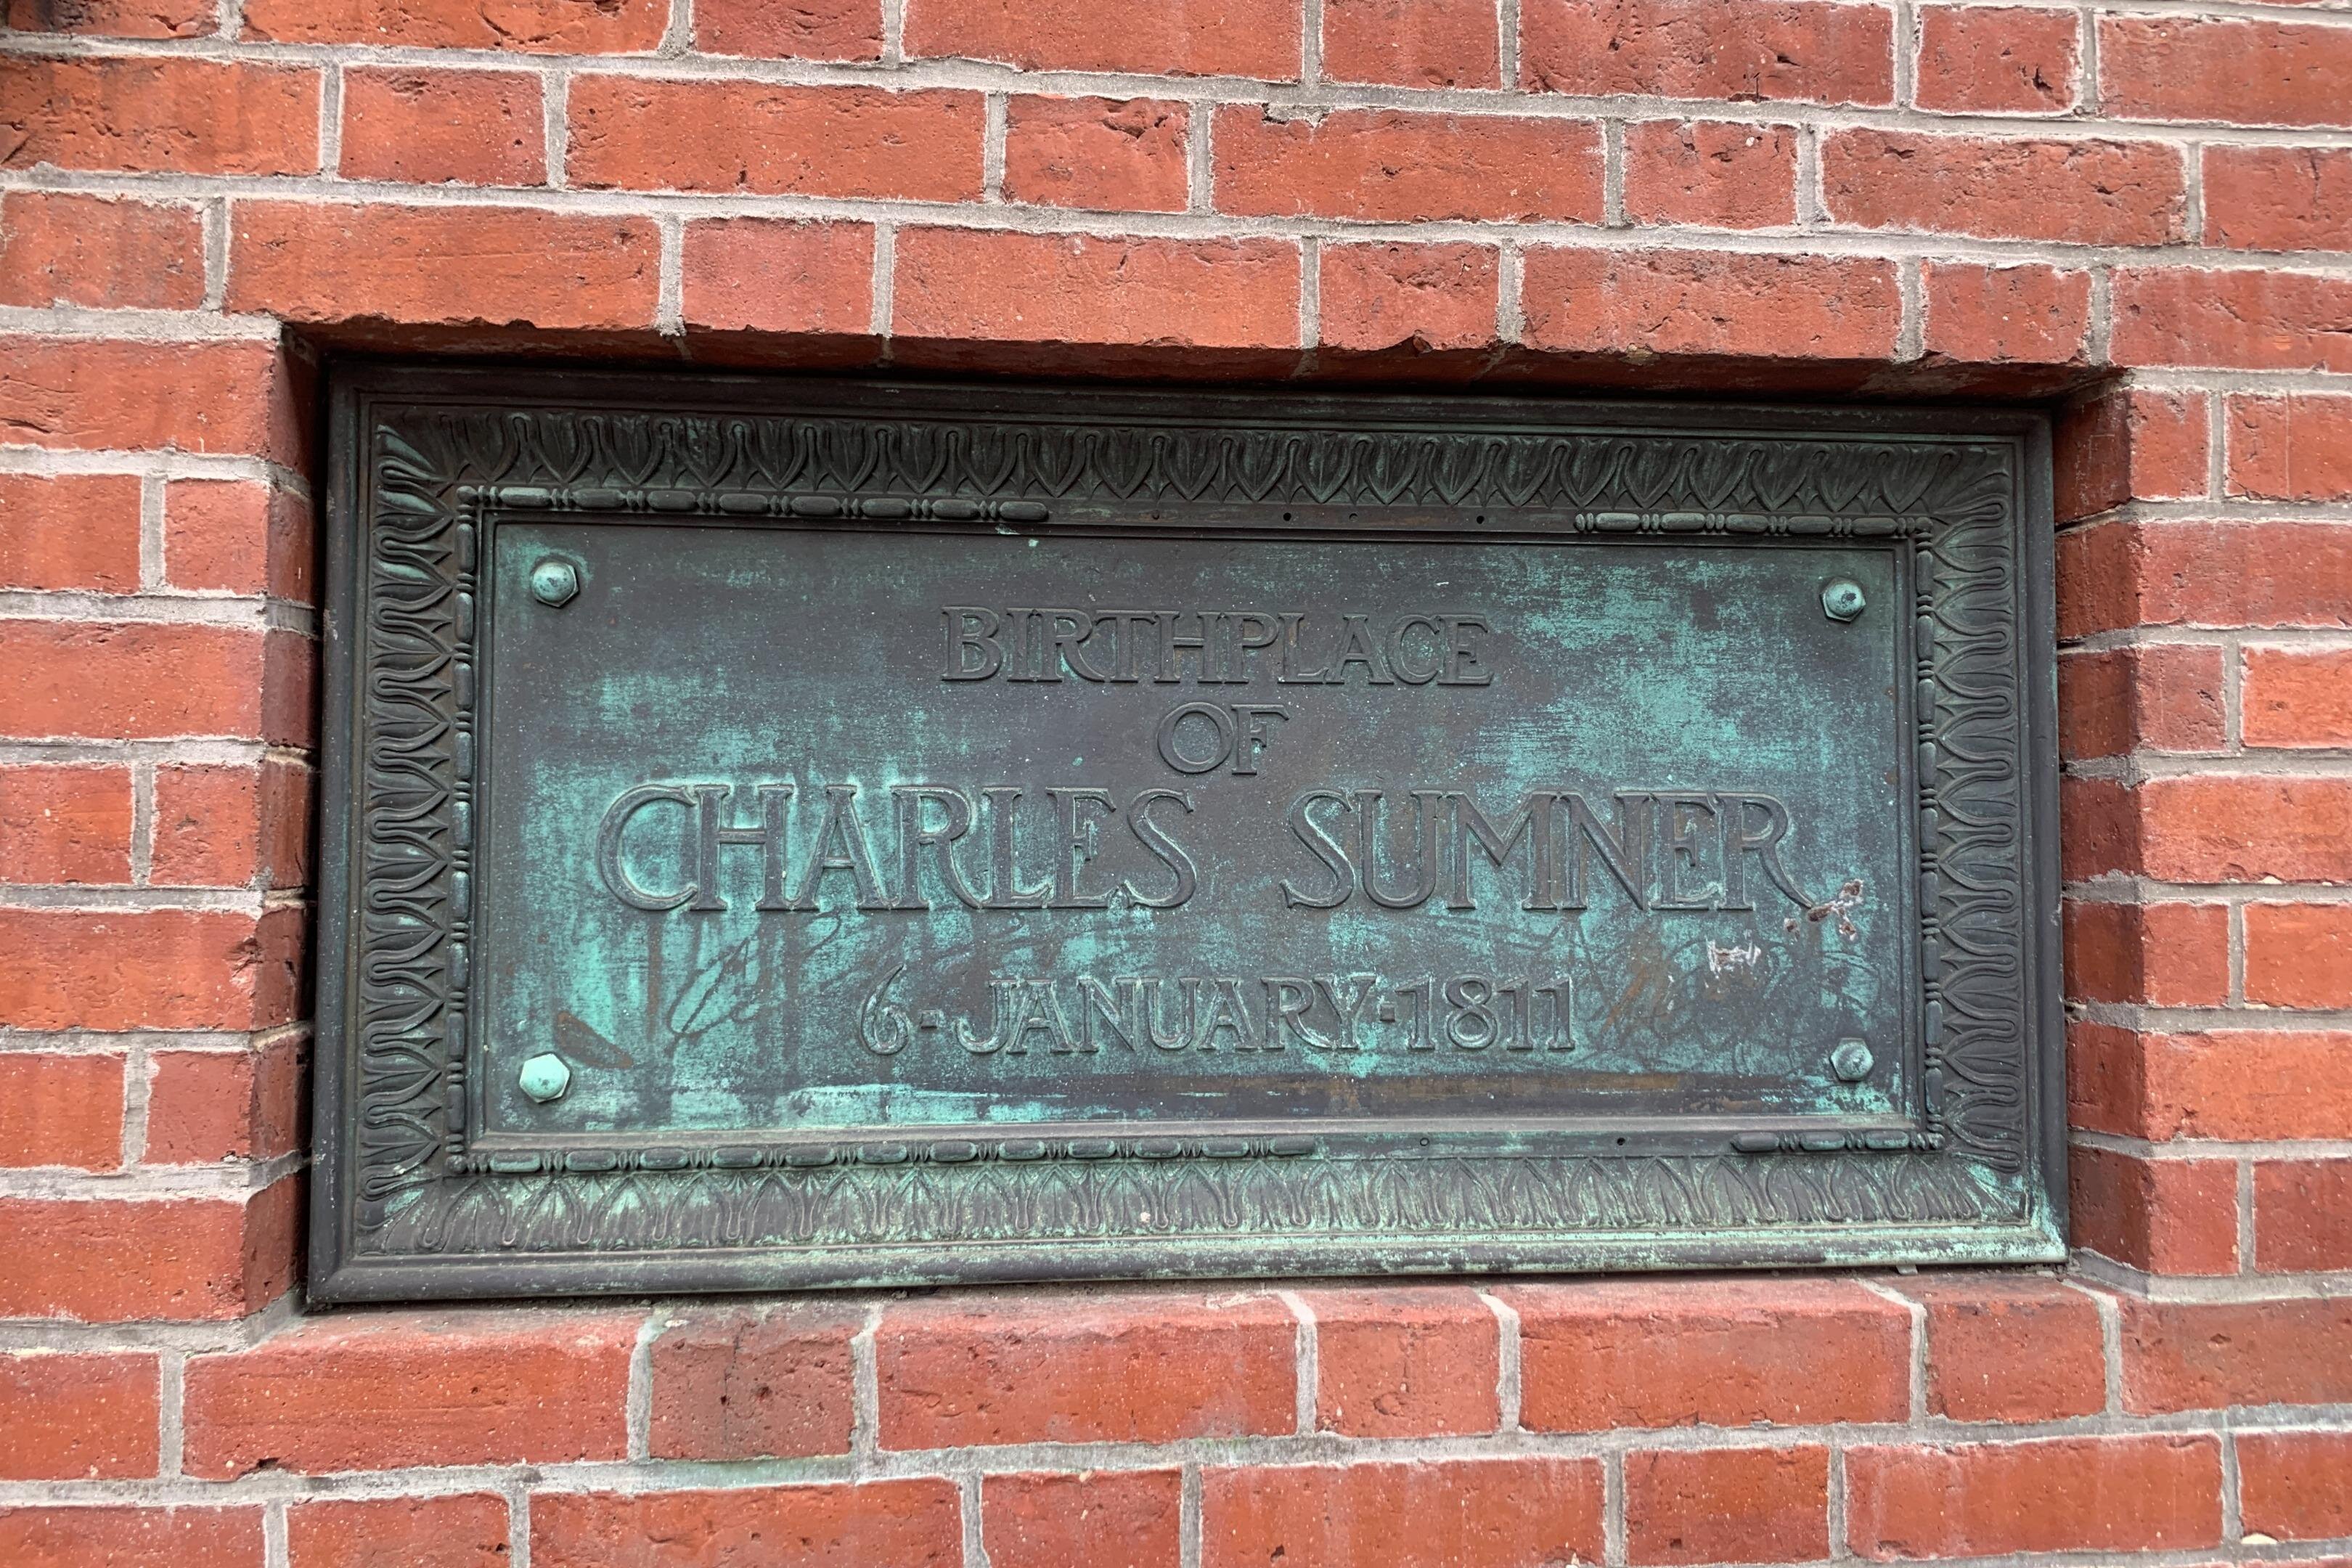 BIRTHPLACE
OF
CHARLES SUMNER
6-JANUARY-1811